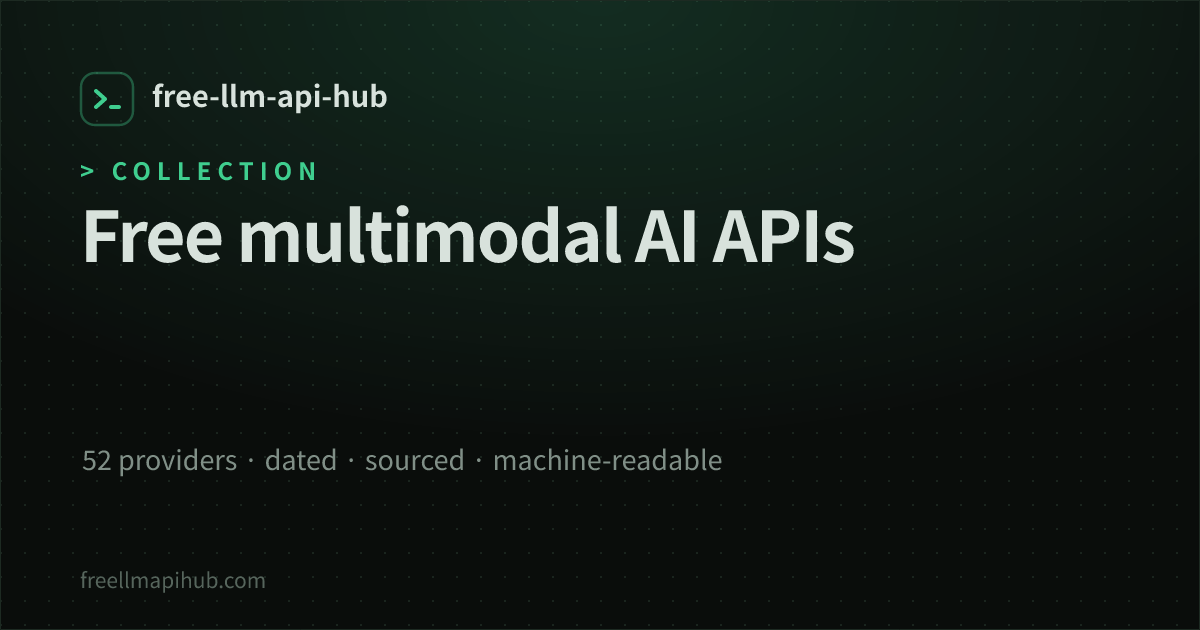 free-llm-api-hub
> COLLECTION
Free multimodal AI APIs
52 providers · dated · sourced · machine-readable
freellmapihub.com